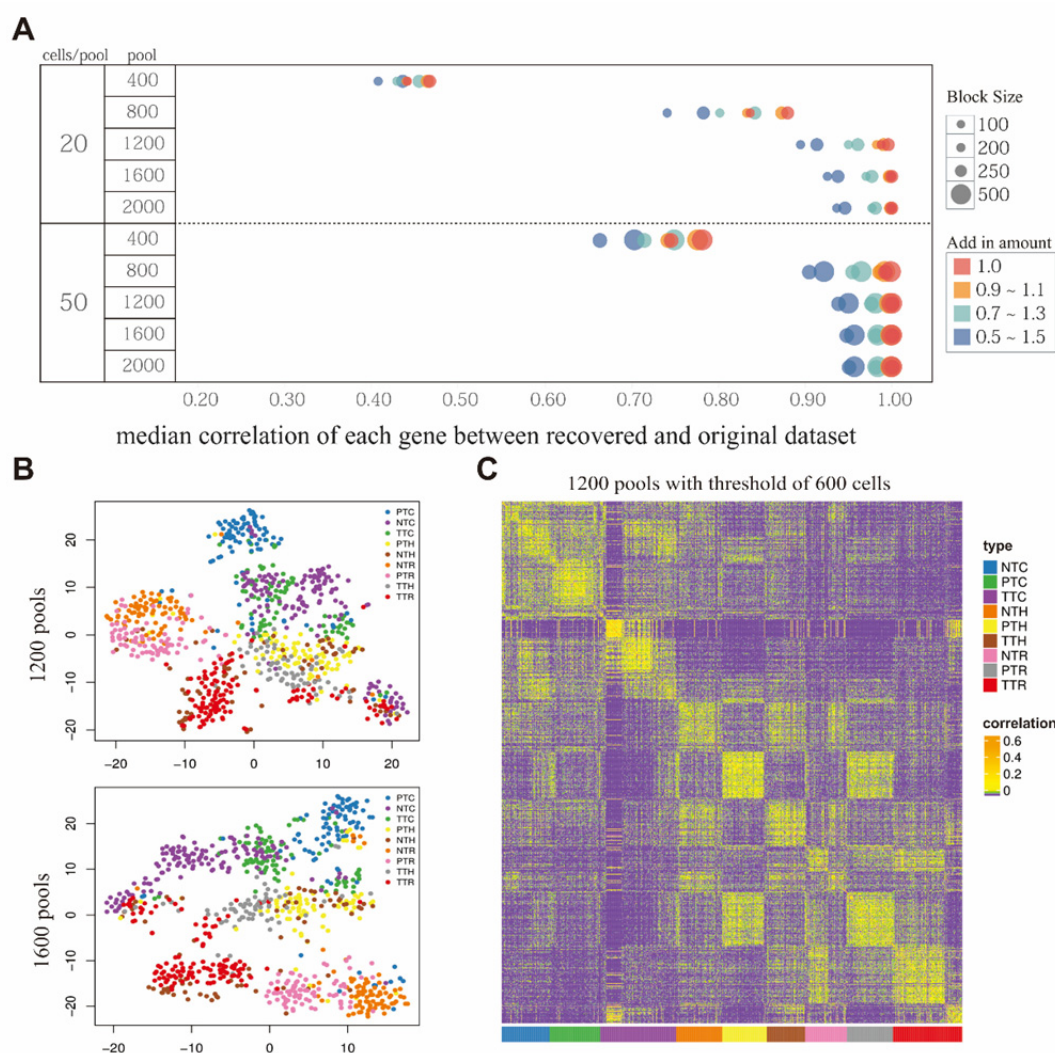 A
cells/pool pool
20
400
800
1200
1600
2000
50
400
800
1200
1600
2000
0.20 0.30 0.40 0.50 0.60 0.70 0.80 0.90 1.00
median correlation of each gene between recovered and original dataset
Block Size
100
200
250
500
Add in amount
1.0
0.9 ~ 1.1
0.7 ~ 1.3
0.5 ~ 1.5
B
1200 pools
20
10
0
−10
−20
−20 −10 0 10 20
PTC
NTC
TTC
PTH
NTH
NTR
PTR
TTH
TTR
1600 pools
20
10
0
−10
−20
−20 −10 0 10
PTC
NTC
TTC
PTH
NTH
NTR
PTR
TTH
TTR
C
1200 pools with threshold of 600 cells
type
NTC
PTC
TTC
NTH
PTH
TTH
NTR
PTR
TTR
correlation
0.6
0.4
0.2
0